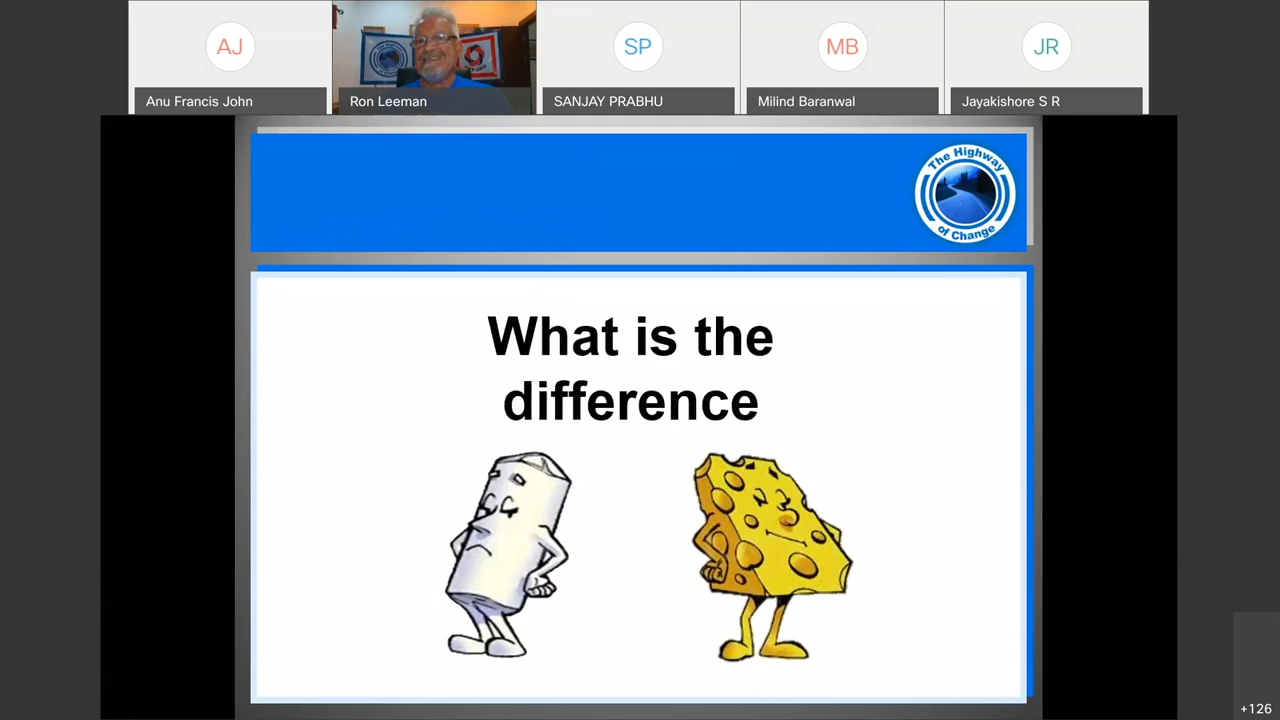 AJ
SP
MB
JR
Anu Francis John
Ron Leeman
SANJAY PRABHU
Milind Baranwal
Jayakishore S R
The Highway
of Change
What is the
difference
+126